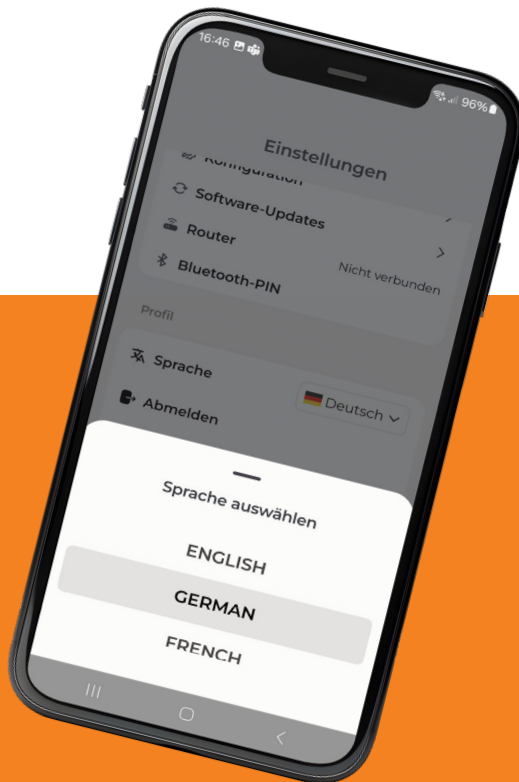 16:46
96%
Einstellungen
Konfiguration
Software-Updates
Router
Nicht verbunden
Bluetooth-PIN
Profil
Sprache
Deutsch
Abmelden
Sprache auswählen
ENGLISH
GERMAN
FRENCH